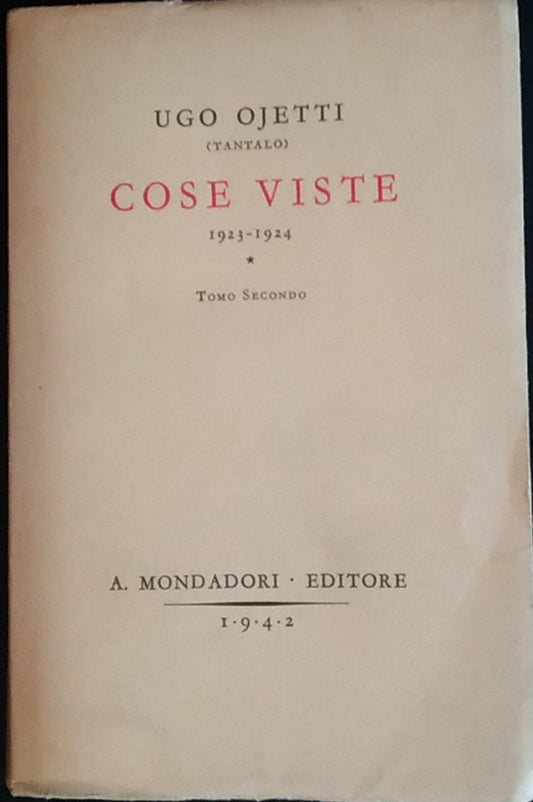 UGO OJETTI
(TANTALO)
COSE VISTE
1923-1924
★
TOMO SECONDO
A. MONDADORI · EDITORE
1·9·4·2